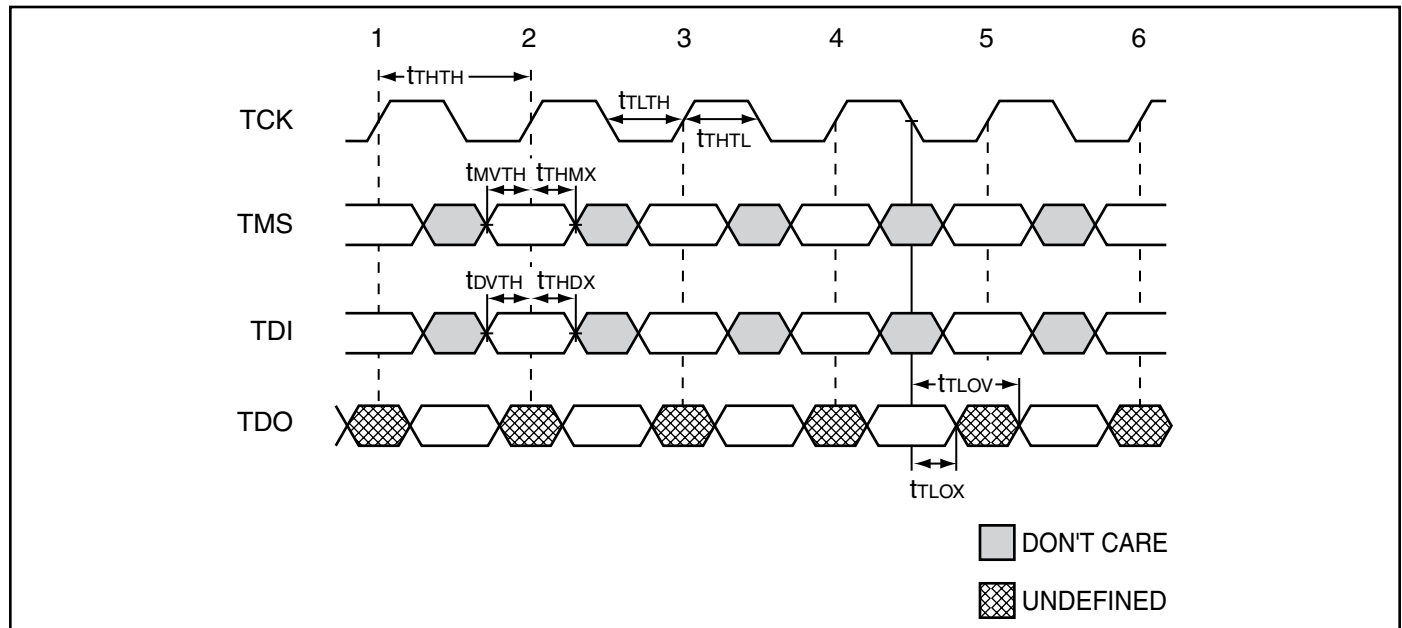 1 2 3 4 5 6
tTHTH
tTLTH
TCK
tTHTL
tMVTH tTHMX
TMS
tDVTH tTHDX
TDI
tTLOV
TDO
tTLOX
DON'T CARE
UNDEFINED